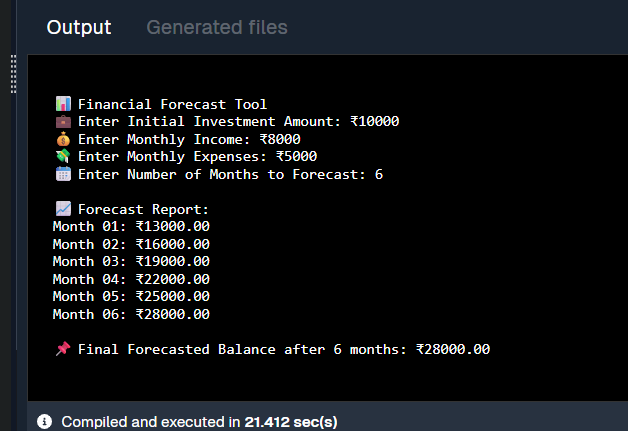 Output Generated files
📊 Financial Forecast Tool
💼 Enter Initial Investment Amount: ₹10000
💰 Enter Monthly Income: ₹8000
💸 Enter Monthly Expenses: ₹5000
📅 Enter Number of Months to Forecast: 6
📈 Forecast Report:
Month 01: ₹13000.00
Month 02: ₹16000.00
Month 03: ₹19000.00
Month 04: ₹22000.00
Month 05: ₹25000.00
Month 06: ₹28000.00
📌 Final Forecasted Balance after 6 months: ₹28000.00
Compiled and executed in 21.412 sec(s)